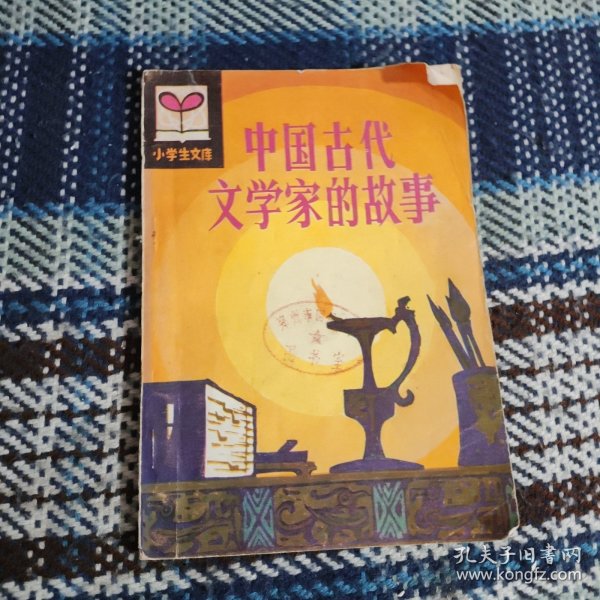 小学生文库
中国古代
文学家的故事
孔夫子旧书网
www.kongfz.com